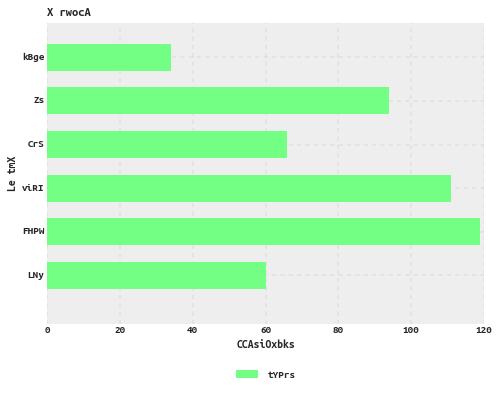 X rwocA
Le tmX
kBge
Zs
CrS
viRI
FHPW
LNy
0 20 40 60 80 100 120
CCAsiOxbks
tYPrs